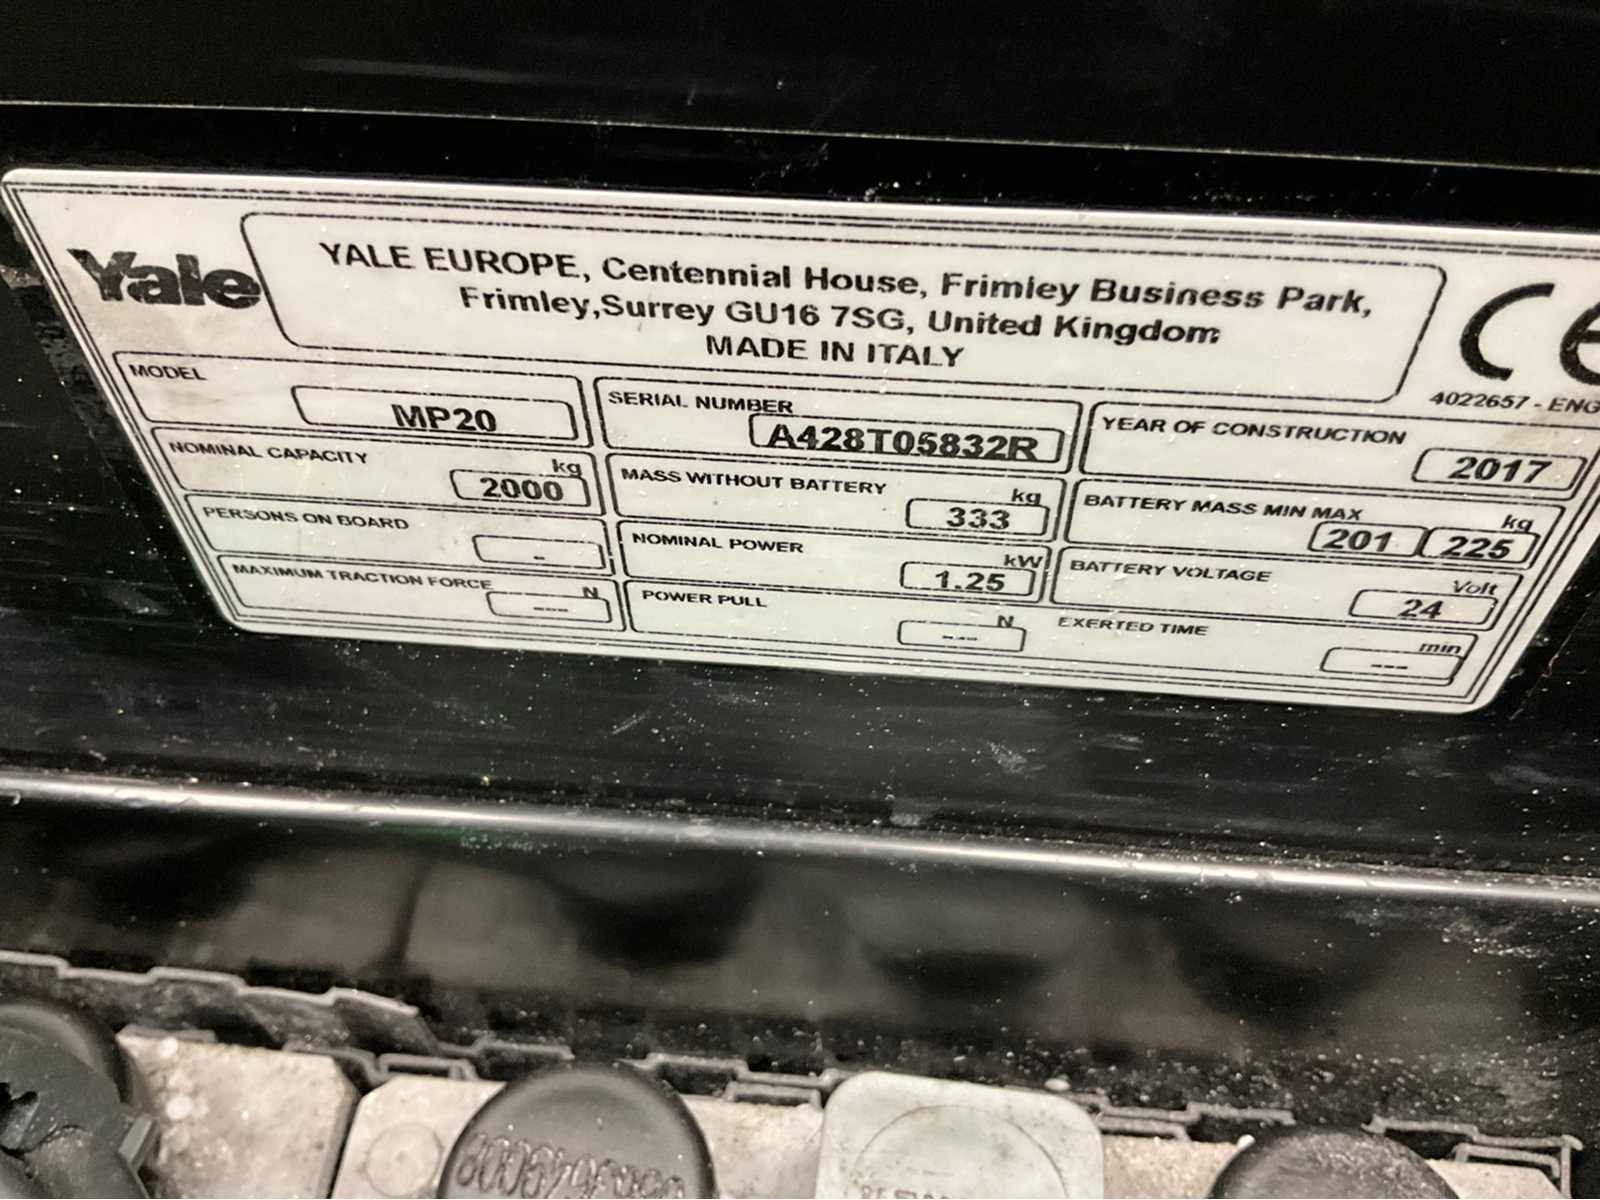 Yale
YALE EUROPE, Centennial House, Frimley Business Park,
Frimley,Surrey GU16 7SG, United Kingdom
MADE IN ITALY
CE
4022657 - ENG
MODEL
MP20
SERIAL NUMBER
A428T05832R
YEAR OF CONSTRUCTION
2017
NOMINAL CAPACITY
kg
2000
MASS WITHOUT BATTERY
kg
333
BATTERY MASS MIN MAX
kg
201 225
PERSONS ON BOARD
-
NOMINAL POWER
kW
1.25
BATTERY VOLTAGE
Volt
24
MAXIMUM TRACTION FORCE
N
---
POWER PULL
N
---
EXERTED TIME
min
---